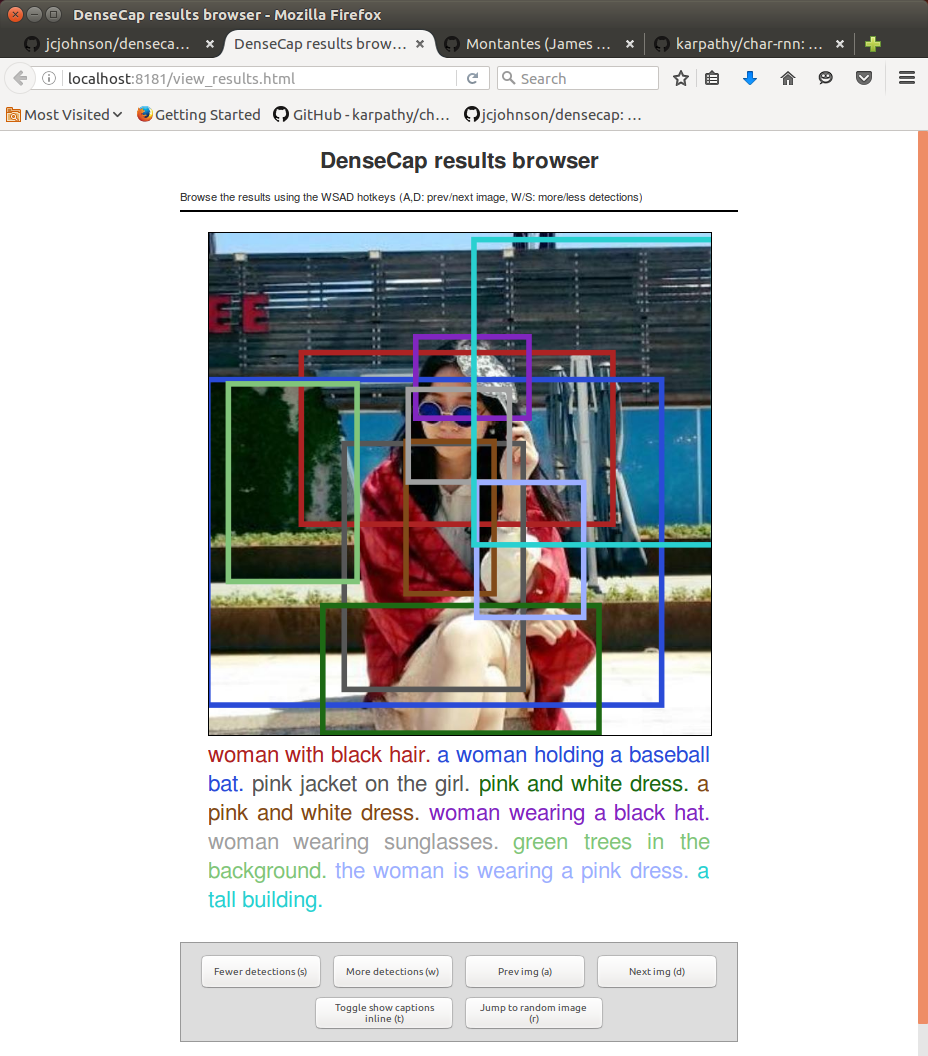 DenseCap results browser - Mozilla Firefox
jcjohnson/denseca... DenseCap results brow... Montantes (James ... karpathy/char-rnn: ...
localhost:8181/view_results.html Search
Most Visited Getting Started GitHub - karpathy/ch... jcjohnson/densecap: ...
DenseCap results browser
Browse the results using the WSAD hotkeys (A,D: prev/next image, W/S: more/less detections)
EE
woman with black hair. a woman holding a baseball
bat. pink jacket on the girl. pink and white dress. a
pink and white dress. woman wearing a black hat.
woman wearing sunglasses. green trees in the
background. the woman is wearing a pink dress. a
tall building.
Fewer detections (s) More detections (w) Prev img (a) Next img (d)
Toggle show captions
inline (t)
Jump to random image
(r)